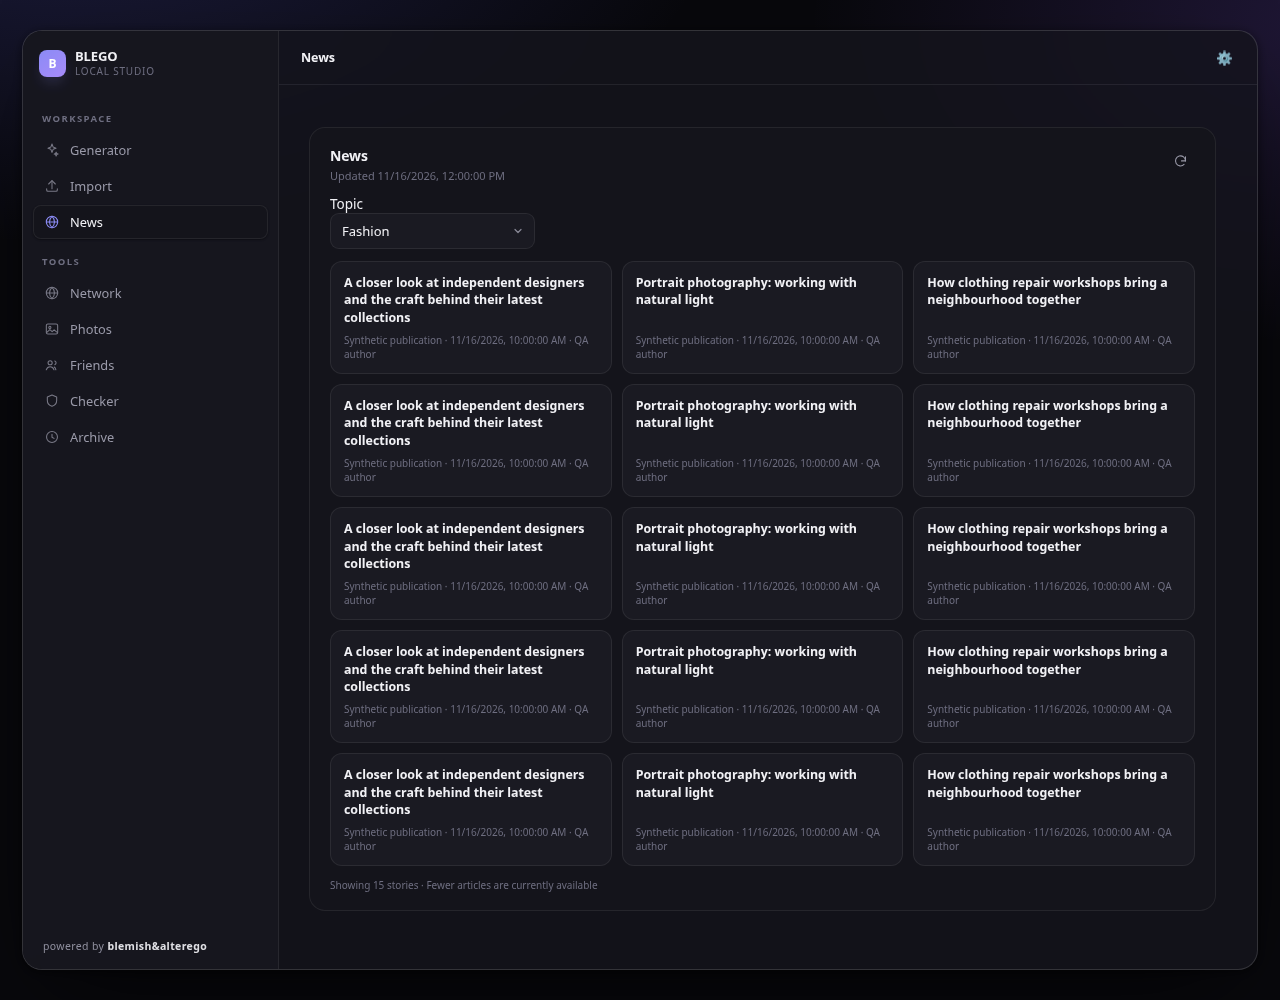 B
BLEGO
LOCAL STUDIO
WORKSPACE
Generator
Import
News
TOOLS
Network
Photos
Friends
Checker
Archive
powered by blemish&alterego
News
News
Updated 11/16/2026, 12:00:00 PM
Topic
Fashion
A closer look at independent designers
and the craft behind their latest
collections
Synthetic publication · 11/16/2026, 10:00:00 AM · QA
author
Portrait photography: working with
natural light
Synthetic publication · 11/16/2026, 10:00:00 AM · QA
author
How clothing repair workshops bring a
neighbourhood together
Synthetic publication · 11/16/2026, 10:00:00 AM · QA
author
A closer look at independent designers
and the craft behind their latest
collections
Synthetic publication · 11/16/2026, 10:00:00 AM · QA
author
Portrait photography: working with
natural light
Synthetic publication · 11/16/2026, 10:00:00 AM · QA
author
How clothing repair workshops bring a
neighbourhood together
Synthetic publication · 11/16/2026, 10:00:00 AM · QA
author
A closer look at independent designers
and the craft behind their latest
collections
Synthetic publication · 11/16/2026, 10:00:00 AM · QA
author
Portrait photography: working with
natural light
Synthetic publication · 11/16/2026, 10:00:00 AM · QA
author
How clothing repair workshops bring a
neighbourhood together
Synthetic publication · 11/16/2026, 10:00:00 AM · QA
author
A closer look at independent designers
and the craft behind their latest
collections
Synthetic publication · 11/16/2026, 10:00:00 AM · QA
author
Portrait photography: working with
natural light
Synthetic publication · 11/16/2026, 10:00:00 AM · QA
author
How clothing repair workshops bring a
neighbourhood together
Synthetic publication · 11/16/2026, 10:00:00 AM · QA
author
A closer look at independent designers
and the craft behind their latest
collections
Synthetic publication · 11/16/2026, 10:00:00 AM · QA
author
Portrait photography: working with
natural light
Synthetic publication · 11/16/2026, 10:00:00 AM · QA
author
How clothing repair workshops bring a
neighbourhood together
Synthetic publication · 11/16/2026, 10:00:00 AM · QA
author
Showing 15 stories · Fewer articles are currently available